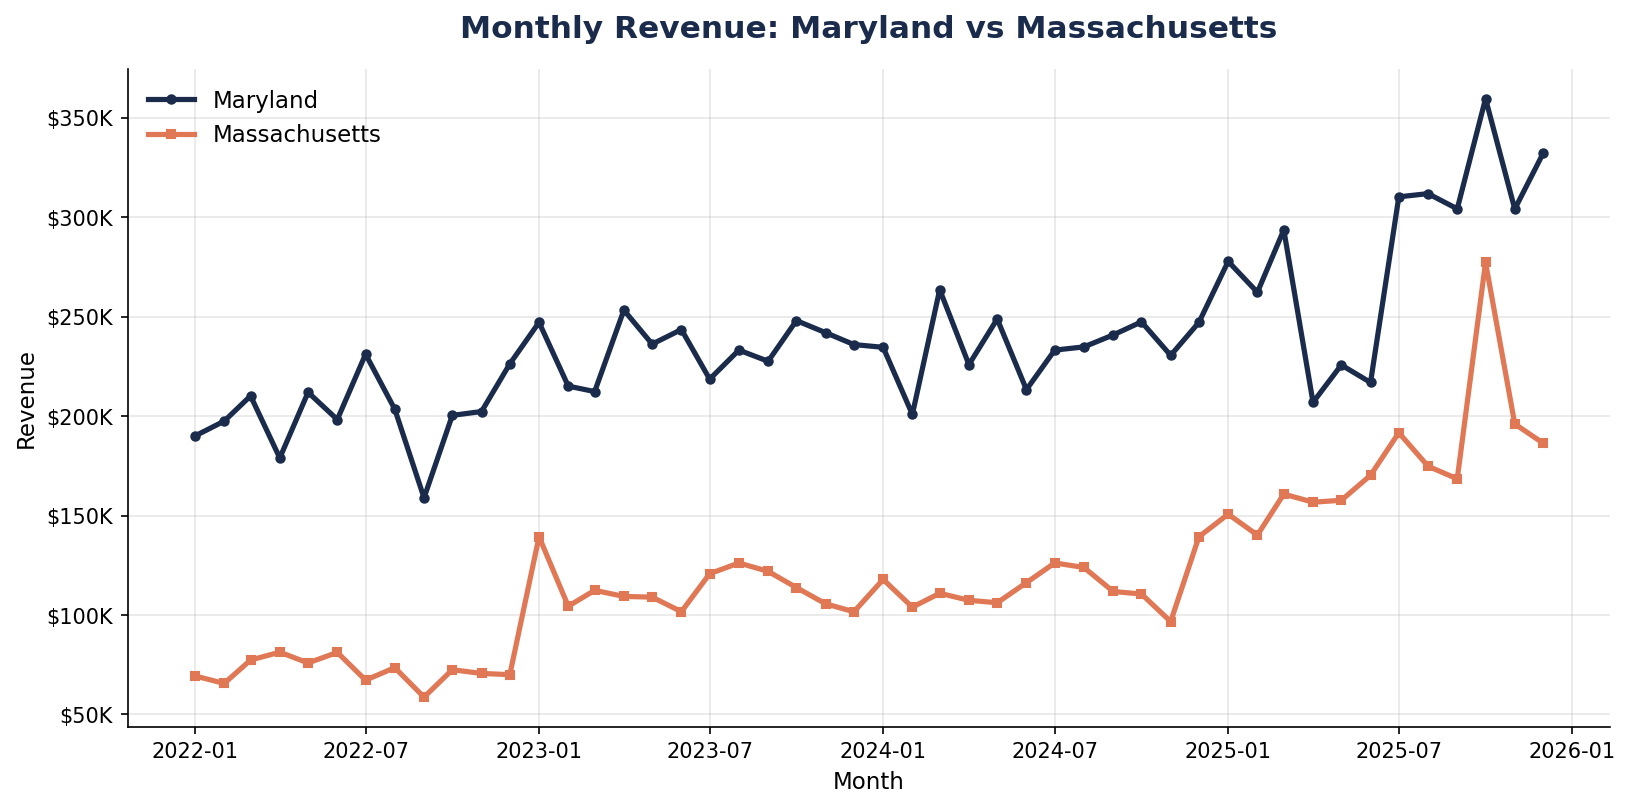 Monthly Revenue: Maryland vs Massachusetts
Maryland
Massachusetts
$350K
$300K
$250K
$200K
$150K
$100K
$50K
Revenue
2022-01 2022-07 2023-01 2023-07 2024-01 2024-07 2025-01 2025-07 2026-01
Month